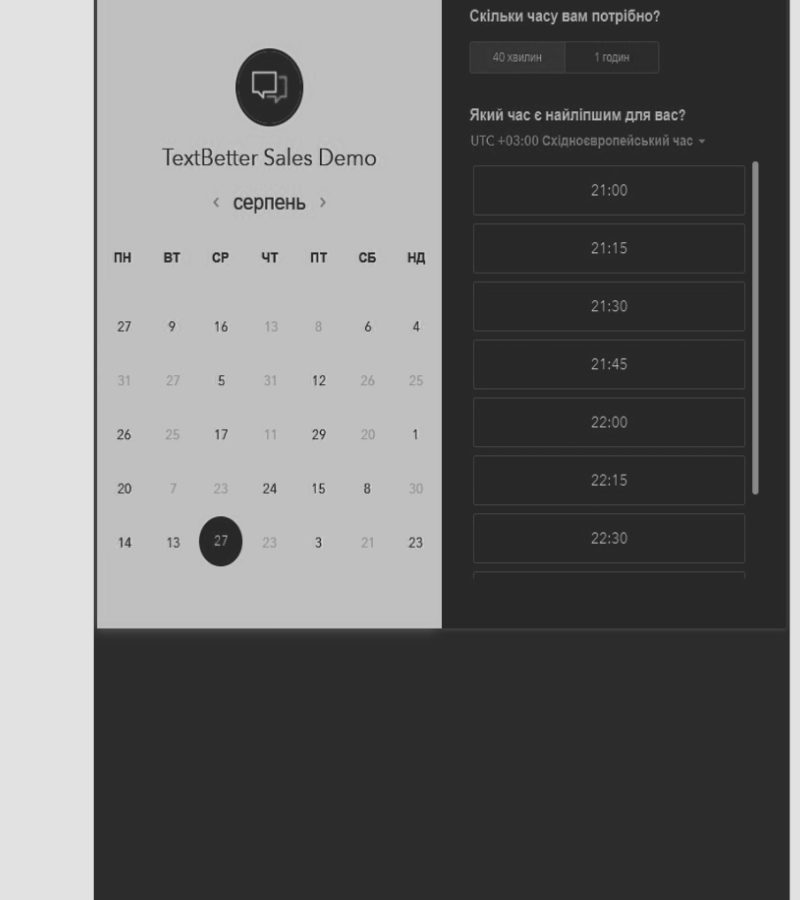 TextBetter Sales Demo
‹ серпень ›
ПН ВТ СР ЧТ ПТ СБ НД
27 9 16 13 8 6 4
31 27 5 31 12 26 25
26 25 17 11 29 20 1
20 7 23 24 15 8 30
14 13 27 23 3 21 23
Скільки часу вам потрібно?
40 хвилин 1 годин
Який час є найліпшим для вас?
UTC +03:00 Східноєвропейський час
21:00
21:15
21:30
21:45
22:00
22:15
22:30